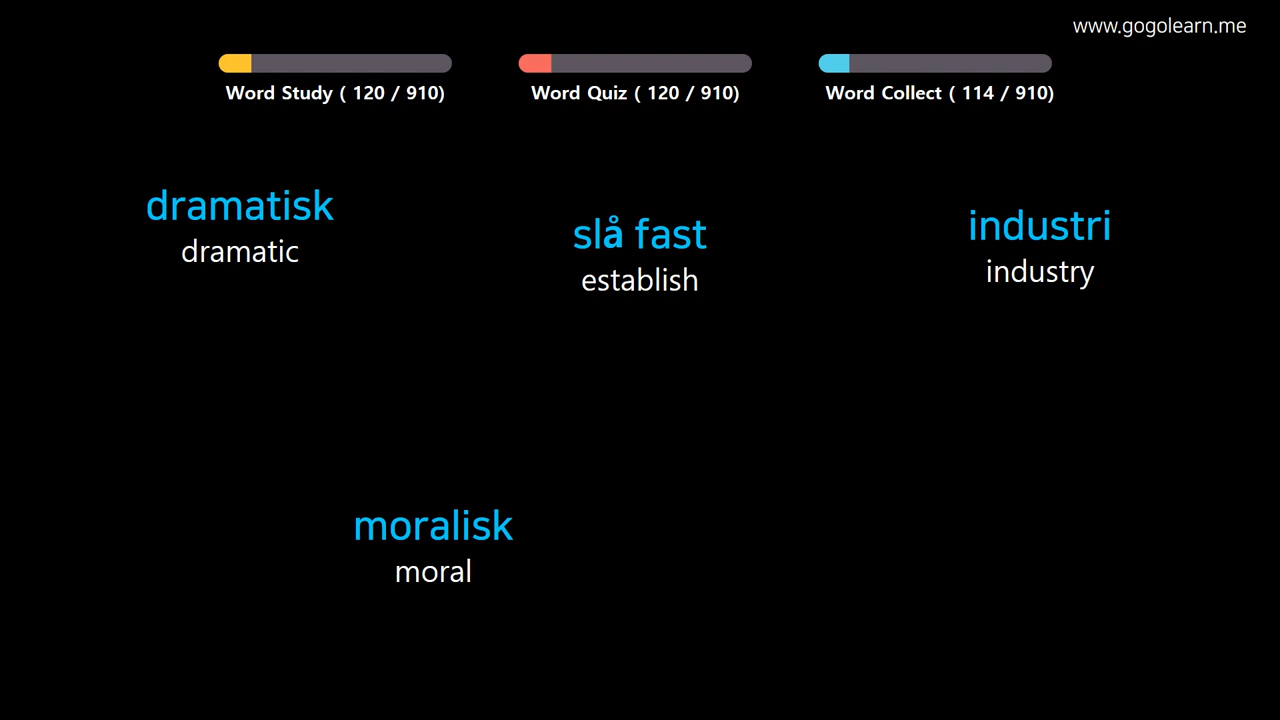 www.gogolearn.me
Word Study ( 120 / 910)
Word Quiz ( 120 / 910)
Word Collect ( 114 / 910)
dramatisk
dramatic
slå fast
establish
industri
industry
moralisk
moral